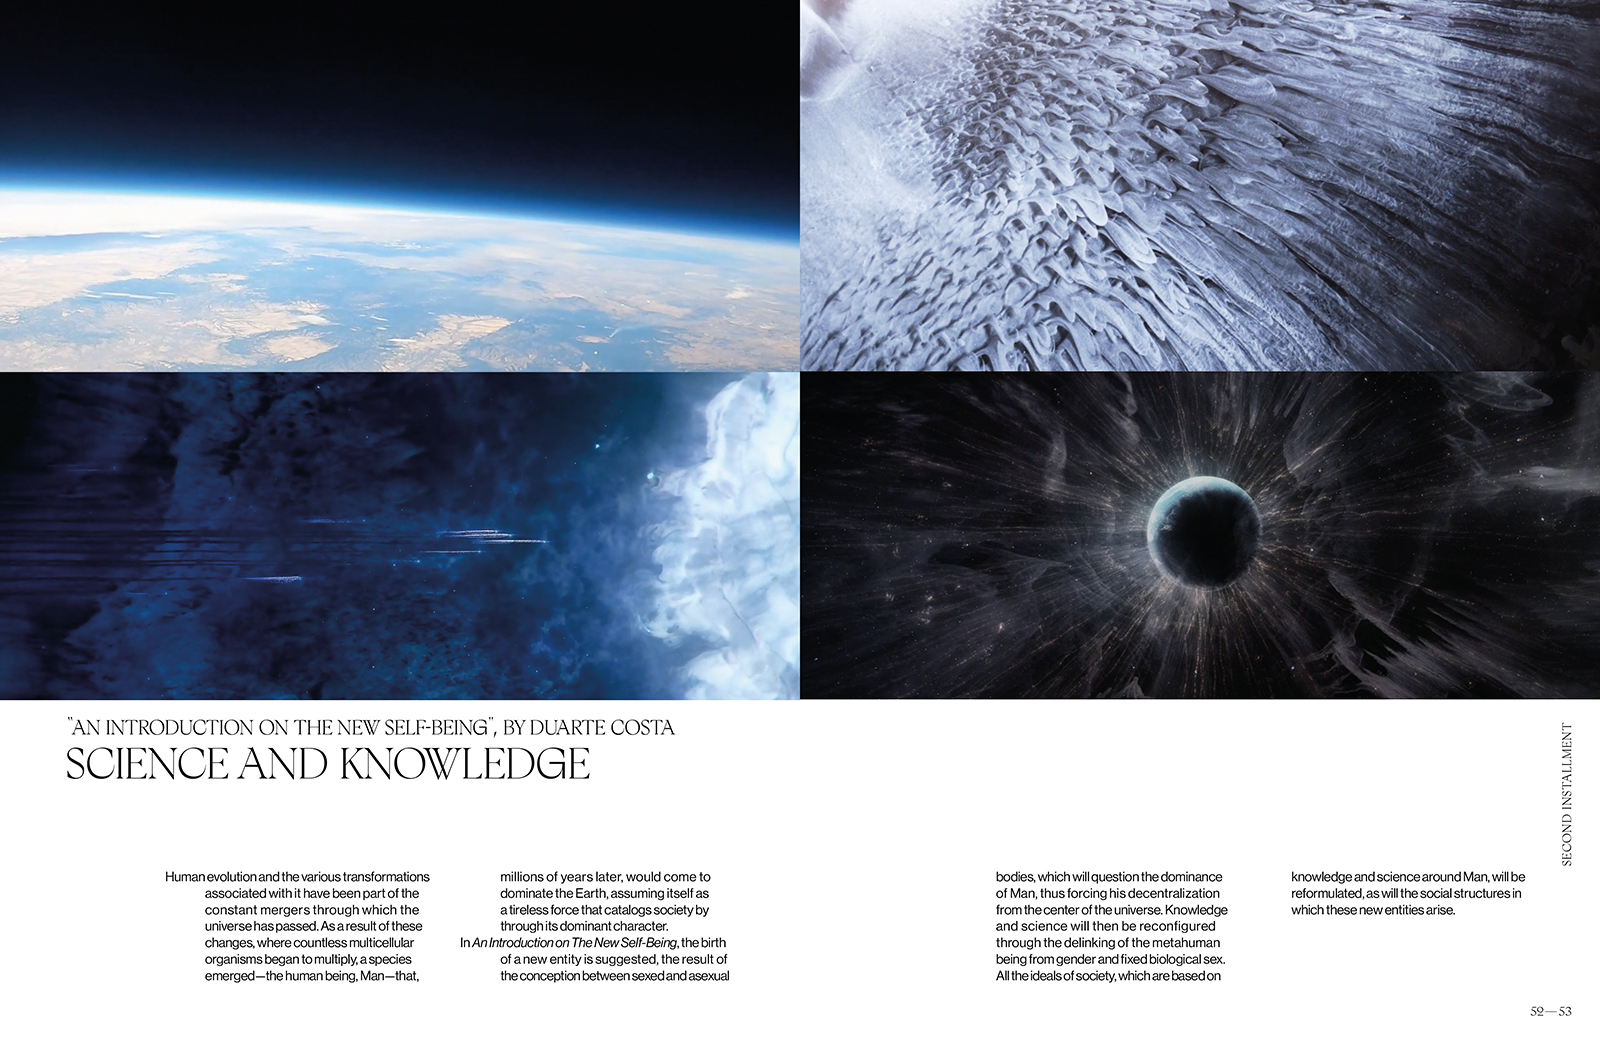 "AN INTRODUCTION ON THE NEW SELF-BEING", BY DUARTE COSTA
SCIENCE AND KNOWLEDGE
SECOND INSTALLMENT
Human evolution and the various transformations
associated with it have been part of the
constant mergers through which the
universe has passed. As a result of these
changes, where countless multicellular
organisms began to multiply, a species
emerged—the human being, Man—that,
millions of years later, would come to
dominate the Earth, assuming itself as
a tireless force that catalogs society by
through its dominant character.
In An Introduction on The New Self-Being, the birth
of a new entity is suggested, the result of
the conception between sexed and asexual
bodies, which will question the dominance
of Man, thus forcing his decentralization
from the center of the universe. Knowledge
and science will then be reconfigured
through the delinking of the metahuman
being from gender and fixed biological sex.
All the ideals of society, which are based on
knowledge and science around Man, will be
reformulated, as will the social structures in
which these new entities arise.
52—53